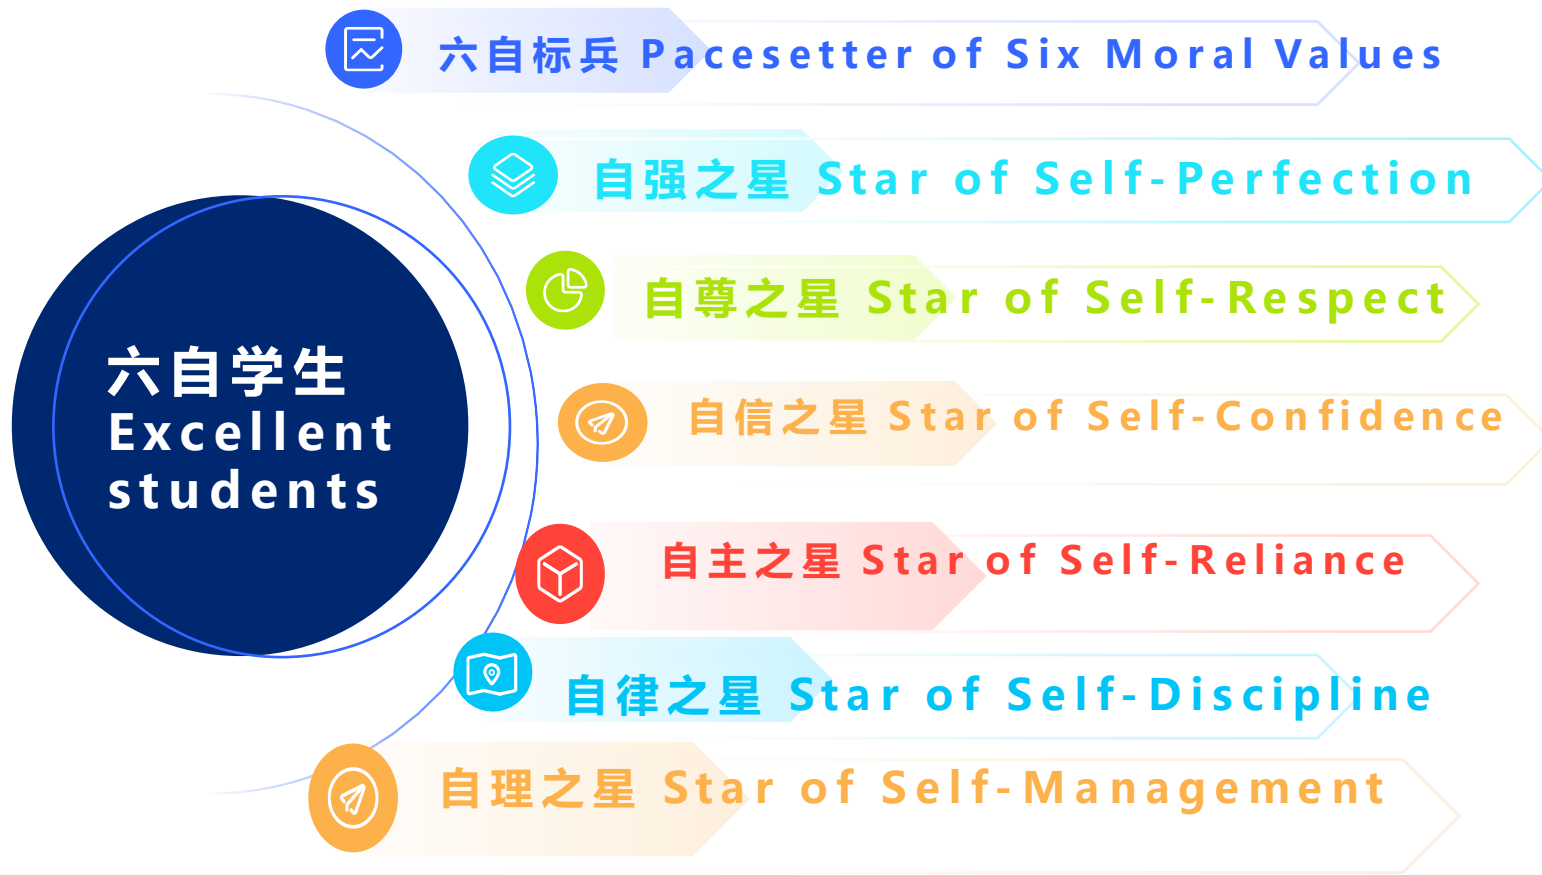 六自标兵 Pacesetter of Six Moral Values
自强之星 Star of Self-Perfection
自尊之星 Star of Self-Respect
六自学生
Excellent
students
自信之星 Star of Self-Confidence
自主之星 Star of Self-Reliance
自律之星 Star of Self-Discipline
自理之星 Star of Self-Management